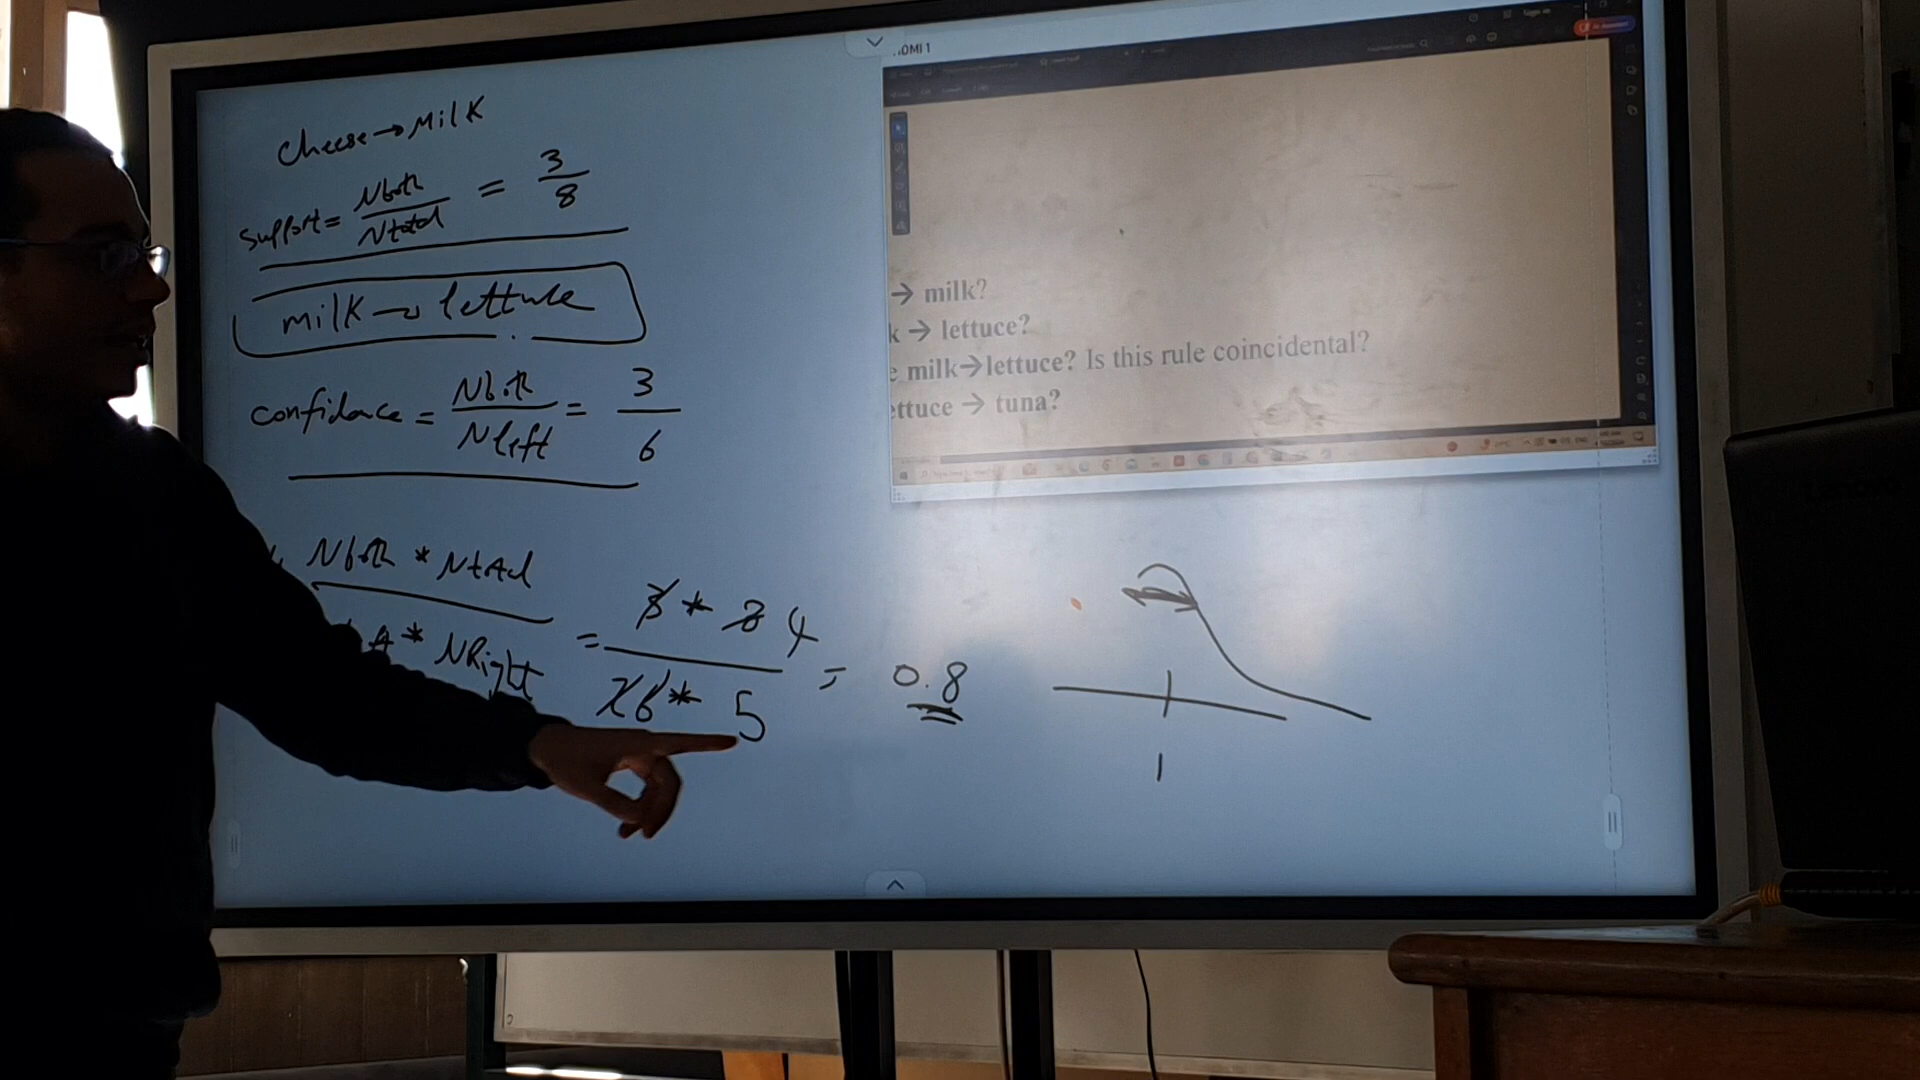 Cheese → Milk
Support = Nboth / Ntotal = 3/8
milk → lettuce
confidence = Nboth / Nleft = 3/6
Nboth * Ntotal
* NRight
= 3 * 8 4
6 * 5
= 0.8
1
→ milk?
k → lettuce?
e milk→lettuce? Is this rule coincidental?
ettuce → tuna?